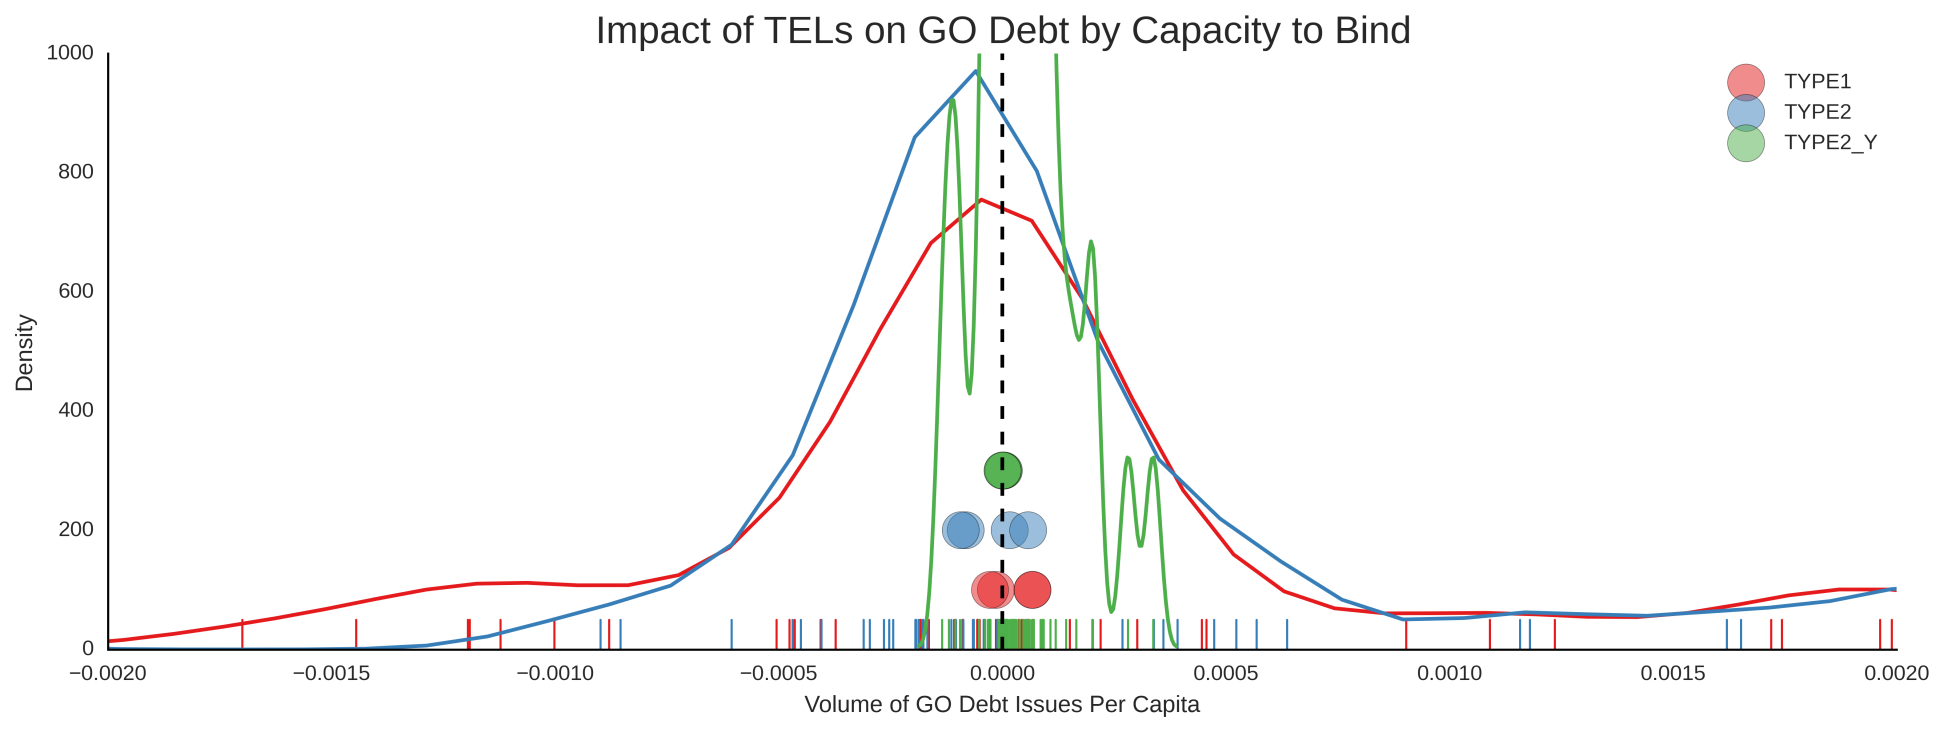 Impact of TELs on GO Debt by Capacity to Bind
1000
800
600
400
200
0
Density
TYPE1
TYPE2
TYPE2_Y
−0.0020
−0.0015
−0.0010
−0.0005
0.0000
0.0005
0.0010
0.0015
0.0020
Volume of GO Debt Issues Per Capita